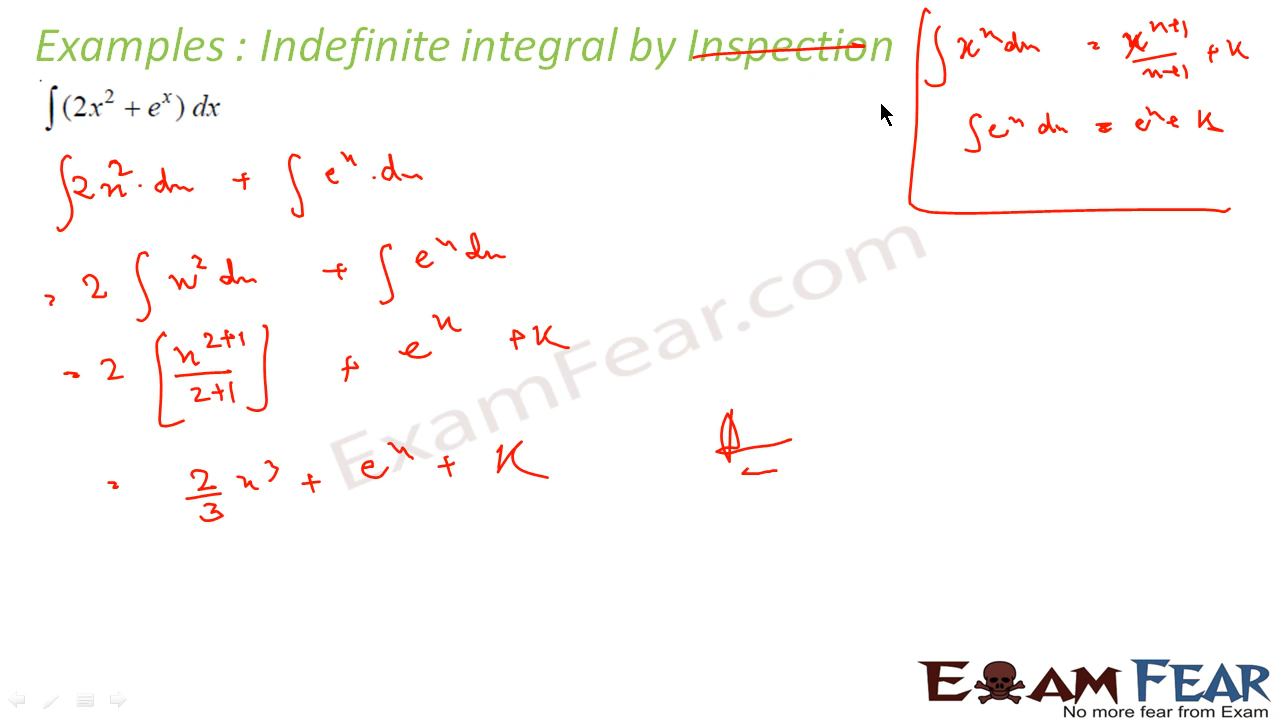 Examples : Indefinite integral by Inspection
∫(2x² + eˣ) dx
∫xⁿ dx = xⁿ⁺¹/n+1 + K
∫eˣ dx = eˣ + K
∫2x² · dx + ∫ eˣ · dx
= 2 ∫ x² dx + ∫ eˣ dx
= 2 [x²⁺¹/2+1] + eˣ + K
= 2/3 x³ + eˣ + K
ExamFear.com
EXAM FEAR
No more fear from Exam